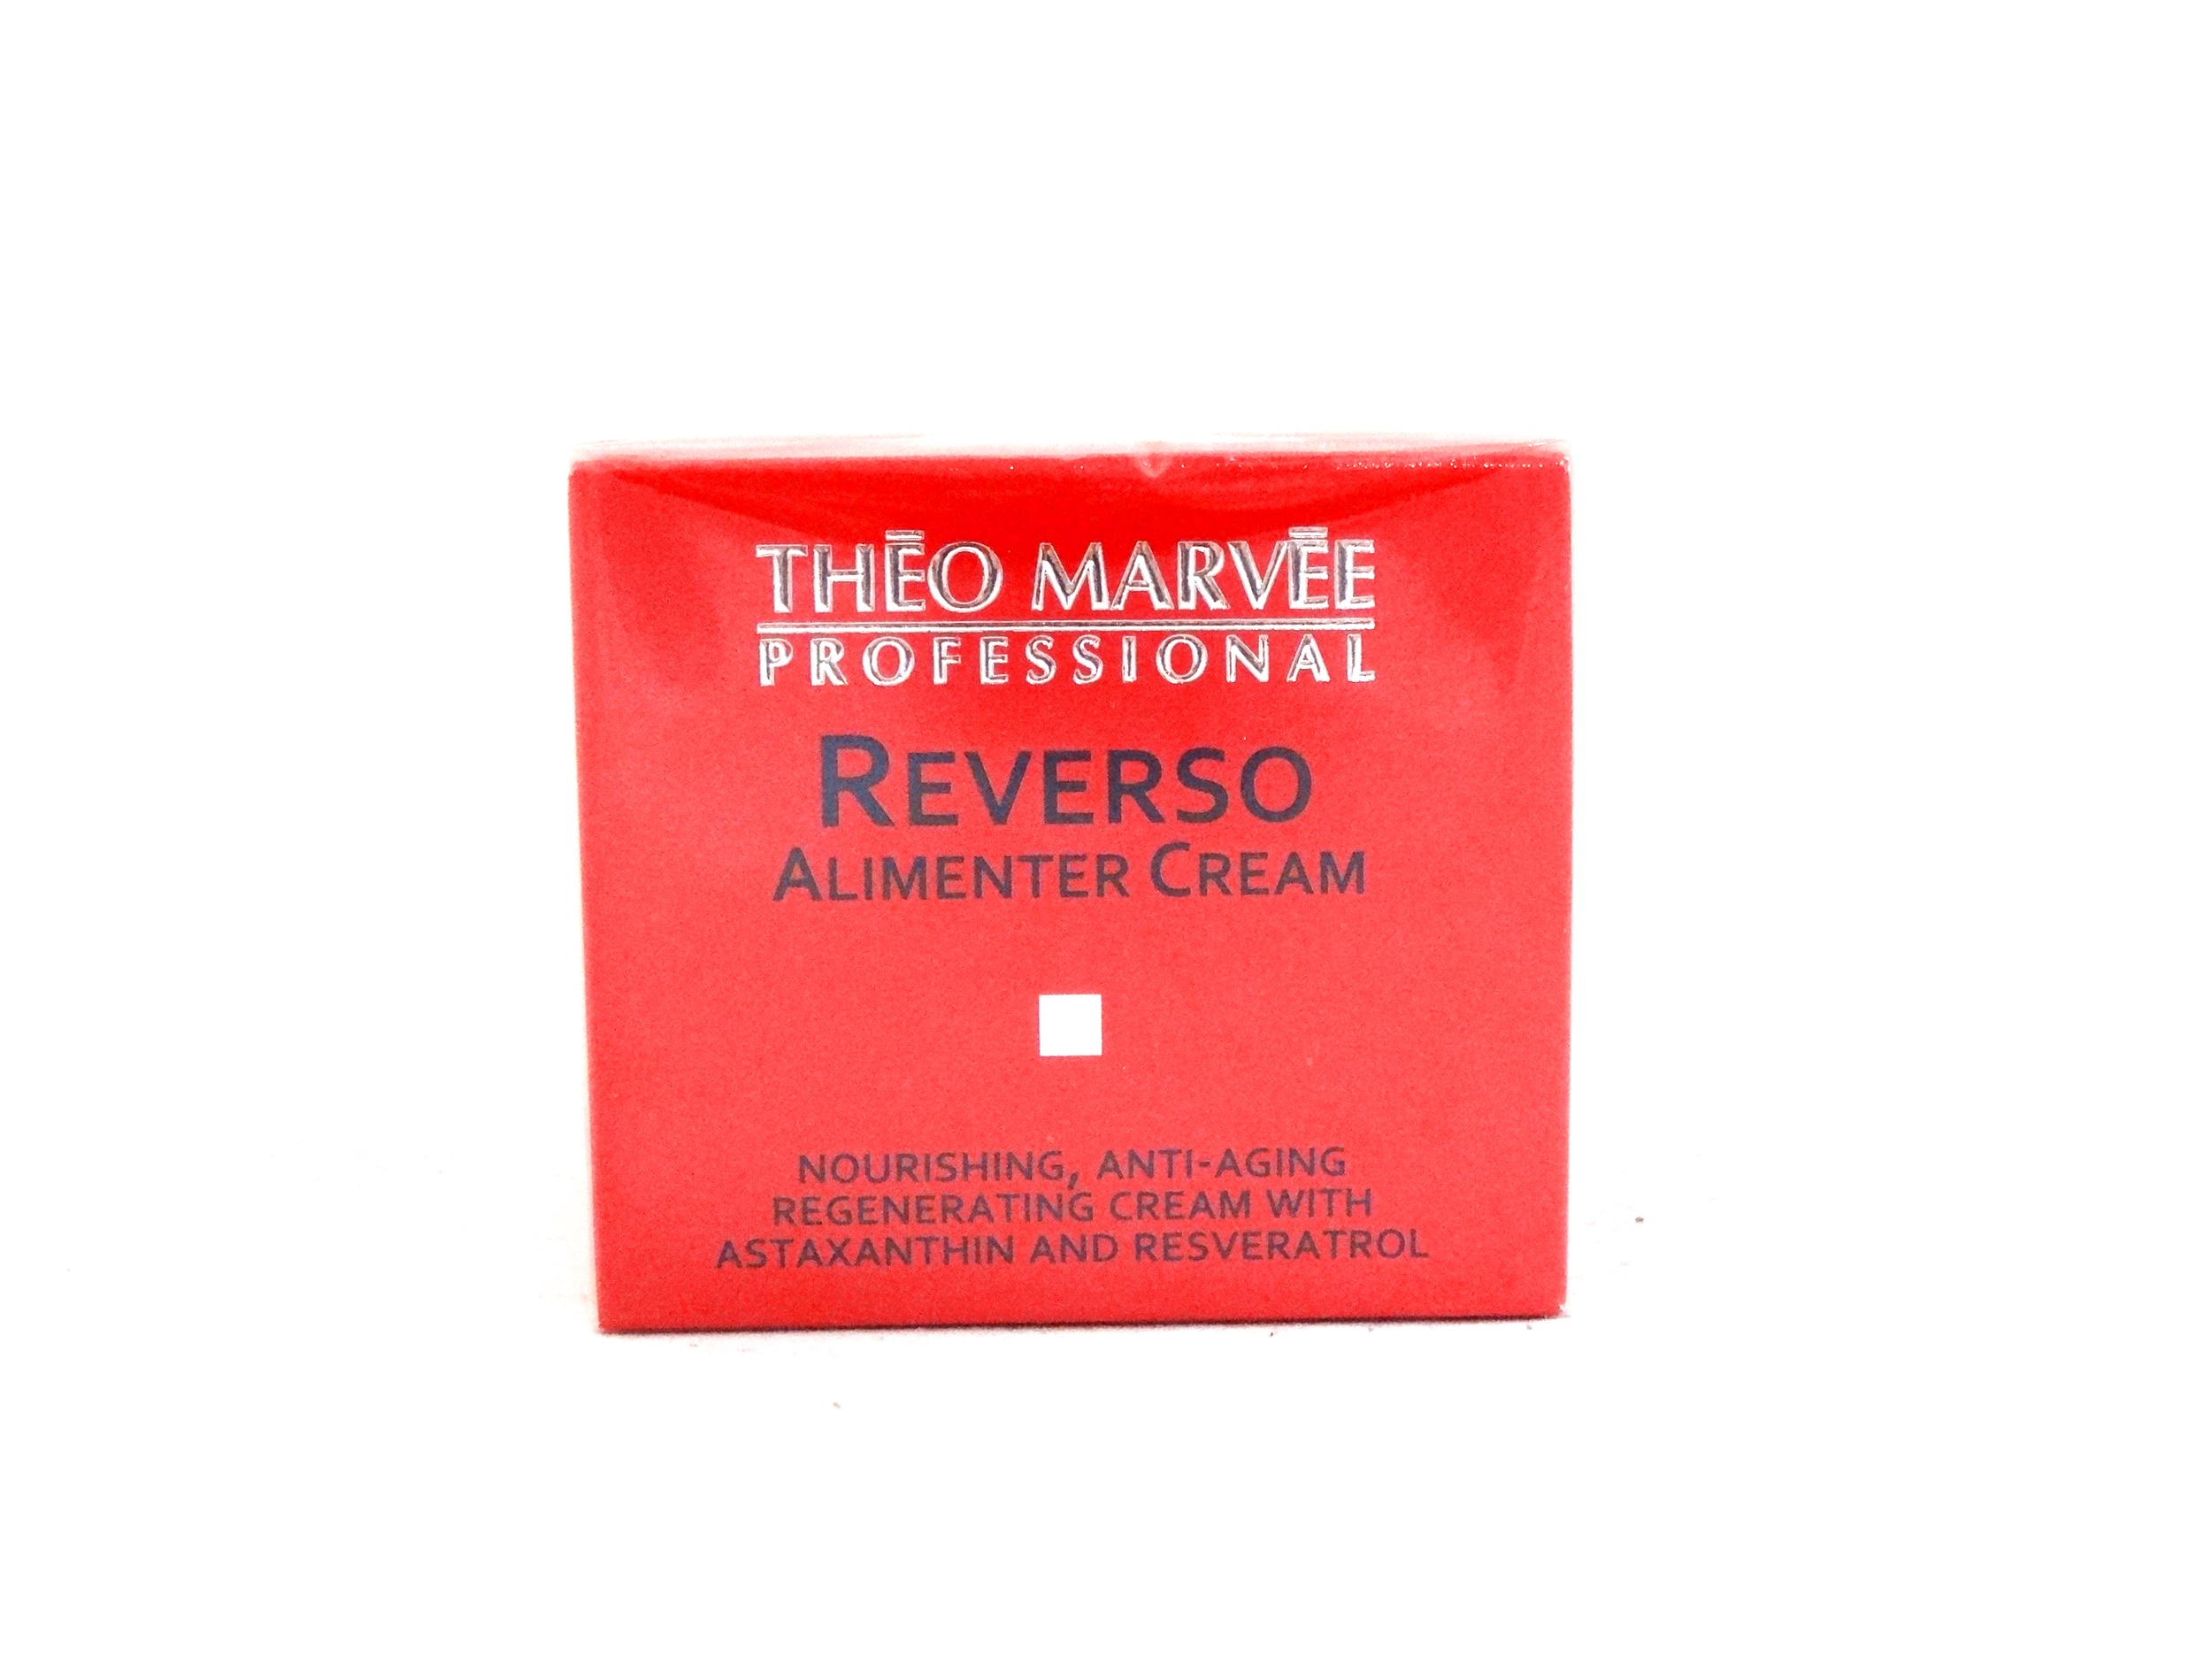 THĒO MARVĒE
PROFESSIONAL
REVERSO
ALIMENTER CREAM
NOURISHING, ANTI-AGING
REGENERATING CREAM WITH
ASTAXANTHIN AND RESVERATROL